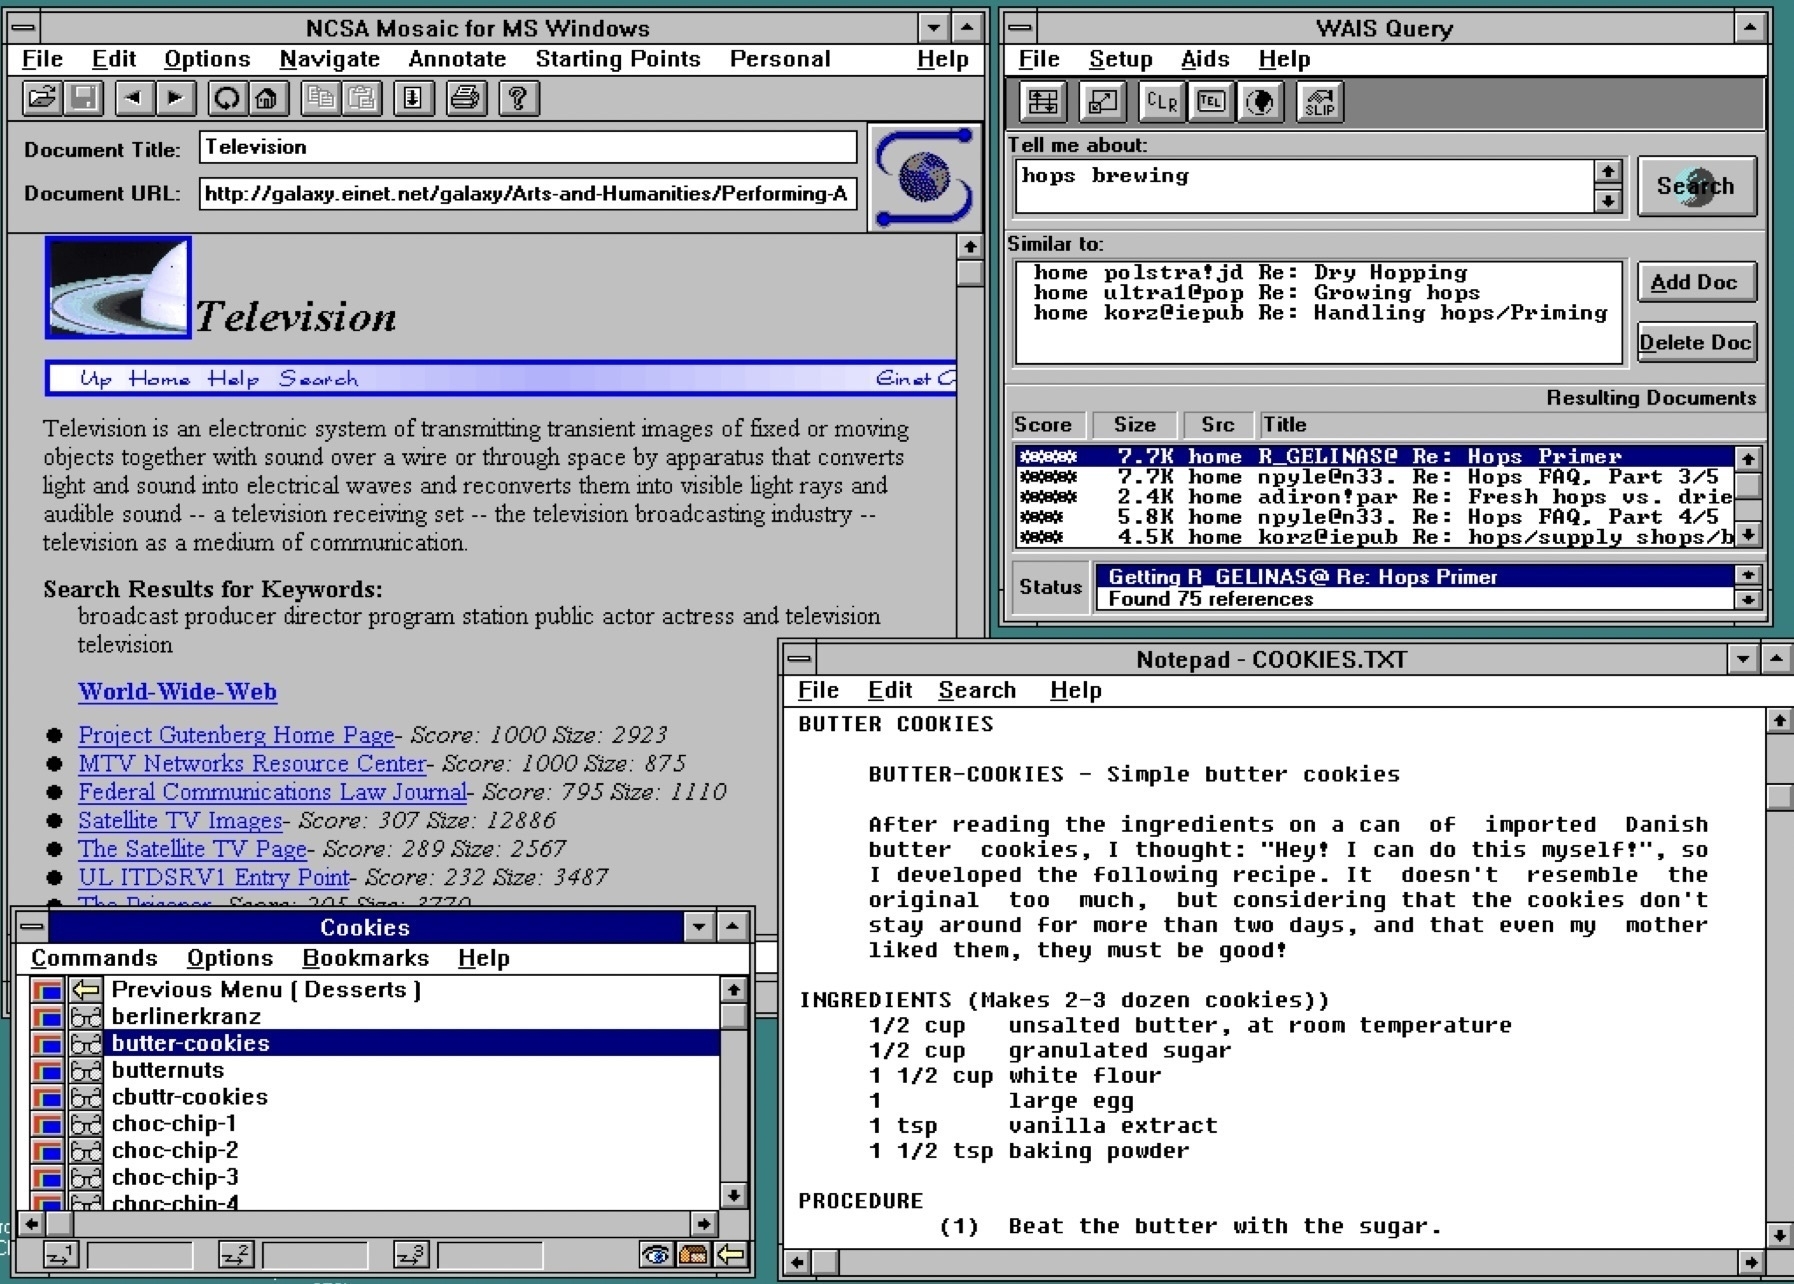 NCSA Mosaic for MS Windows
File Edit Options Navigate Annotate Starting Points Personal Help
Document Title: Television
Document URL: http://galaxy.einet.net/galaxy/Arts-and-Humanities/Performing-A
Television
Up Home Help Search Einet G
Television is an electronic system of transmitting transient images of fixed or moving
objects together with sound over a wire or through space by apparatus that converts
light and sound into electrical waves and reconverts them into visible light rays and
audible sound -- a television receiving set -- the television broadcasting industry --
television as a medium of communication.
Search Results for Keywords:
broadcast producer director program station public actor actress and television
television
World-Wide-Web
Project Gutenberg Home Page- Score: 1000 Size: 2923
MTV Networks Resource Center- Score: 1000 Size: 875
Federal Communications Law Journal- Score: 795 Size: 1110
Satellite TV Images- Score: 307 Size: 12886
The Satellite TV Page- Score: 289 Size: 2567
UL ITDSRV1 Entry Point- Score: 232 Size: 3487
The Prisoner- Score: 205 Size: 3770
WAIS Query
File Setup Aids Help
CLR TEL SLIP
Tell me about:
hops brewing
Search
Similar to:
home polstra!jd Re: Dry Hopping
home ultra1@pop Re: Growing hops
home korz@iepub Re: Handling hops/Priming
Add Doc
Delete Doc
Resulting Documents
Score Size Src Title
7.7K home R_GELINAS@ Re: Hops Primer
7.7K home npyle@n33. Re: Hops FAQ, Part 3/5
2.4K home adiron!par Re: Fresh hops vs. drie
5.8K home npyle@n33. Re: Hops FAQ, Part 4/5
4.5K home korz@iepub Re: hops/supply shops/b
Status
Getting R_GELINAS@ Re: Hops Primer
Found 75 references
Cookies
Commands Options Bookmarks Help
Previous Menu ( Desserts )
berlinerkranz
butter-cookies
butternuts
cbuttr-cookies
choc-chip-1
choc-chip-2
choc-chip-3
choc-chip-4
1 2 3
Notepad - COOKIES.TXT
File Edit Search Help
BUTTER COOKIES
BUTTER-COOKIES - Simple butter cookies
After reading the ingredients on a can of imported Danish
butter cookies, I thought: "Hey! I can do this myself!", so
I developed the following recipe. It doesn't resemble the
original too much, but considering that the cookies don't
stay around for more than two days, and that even my mother
liked them, they must be good!
INGREDIENTS (Makes 2-3 dozen cookies))
1/2 cup unsalted butter, at room temperature
1/2 cup granulated sugar
1 1/2 cup white flour
1 large egg
1 tsp vanilla extract
1 1/2 tsp baking powder
PROCEDURE
(1) Beat the butter with the sugar.